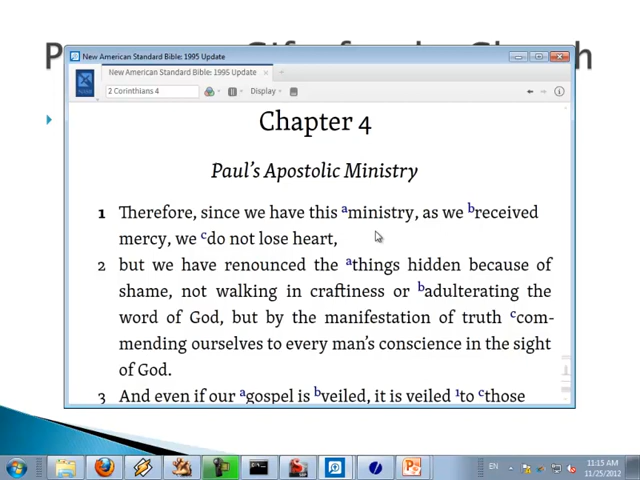 New American Standard Bible: 1995 Update
New American Standard Bible: 1995 Update
2 Corinthians 4
Display
Chapter 4
Paul's Apostolic Ministry
1 Therefore, since we have this ᵃministry, as we ᵇreceived
mercy, we ᶜdo not lose heart,
2 but we have renounced the ᵃthings hidden because of
shame, not walking in craftiness or ᵇadulterating the
word of God, but by the manifestation of truth ᶜcom-
mending ourselves to every man's conscience in the sight
of God.
3 And even if our ᵃgospel is ᵇveiled, it is veiled ¹to ᶜthose
EN
11:15 AM
11/25/2012